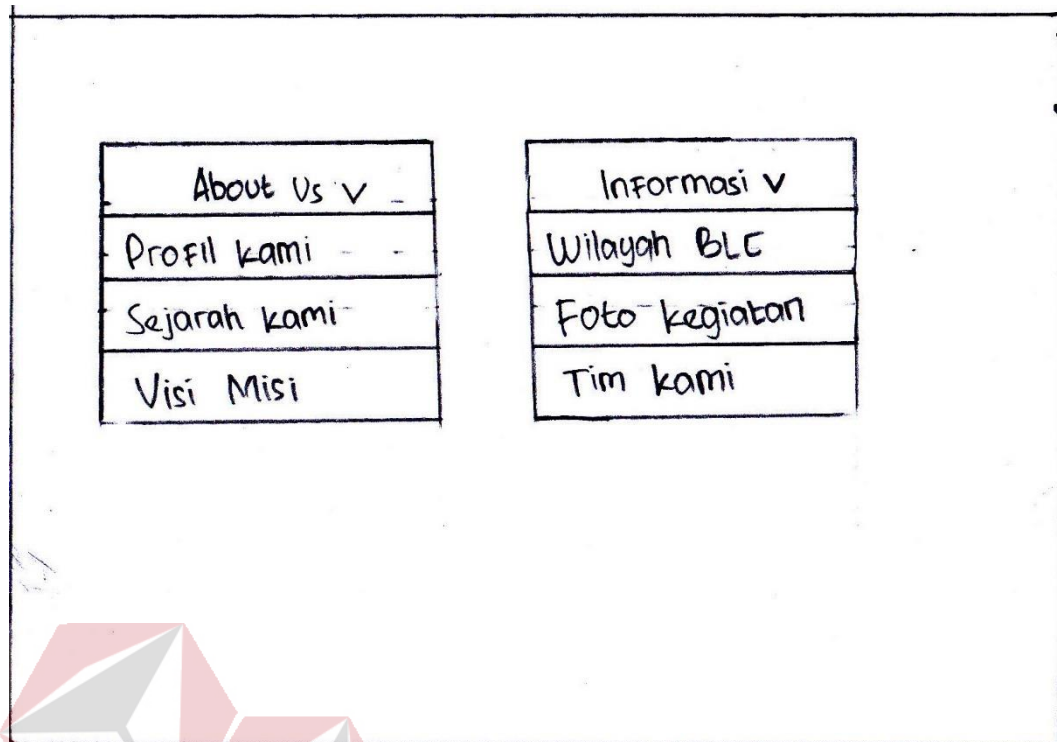 About Us v
Profil kami
Sejarah kami
Visi Misi
Informasi v
Wilayah BLC
Foto kegiatan
Tim kami